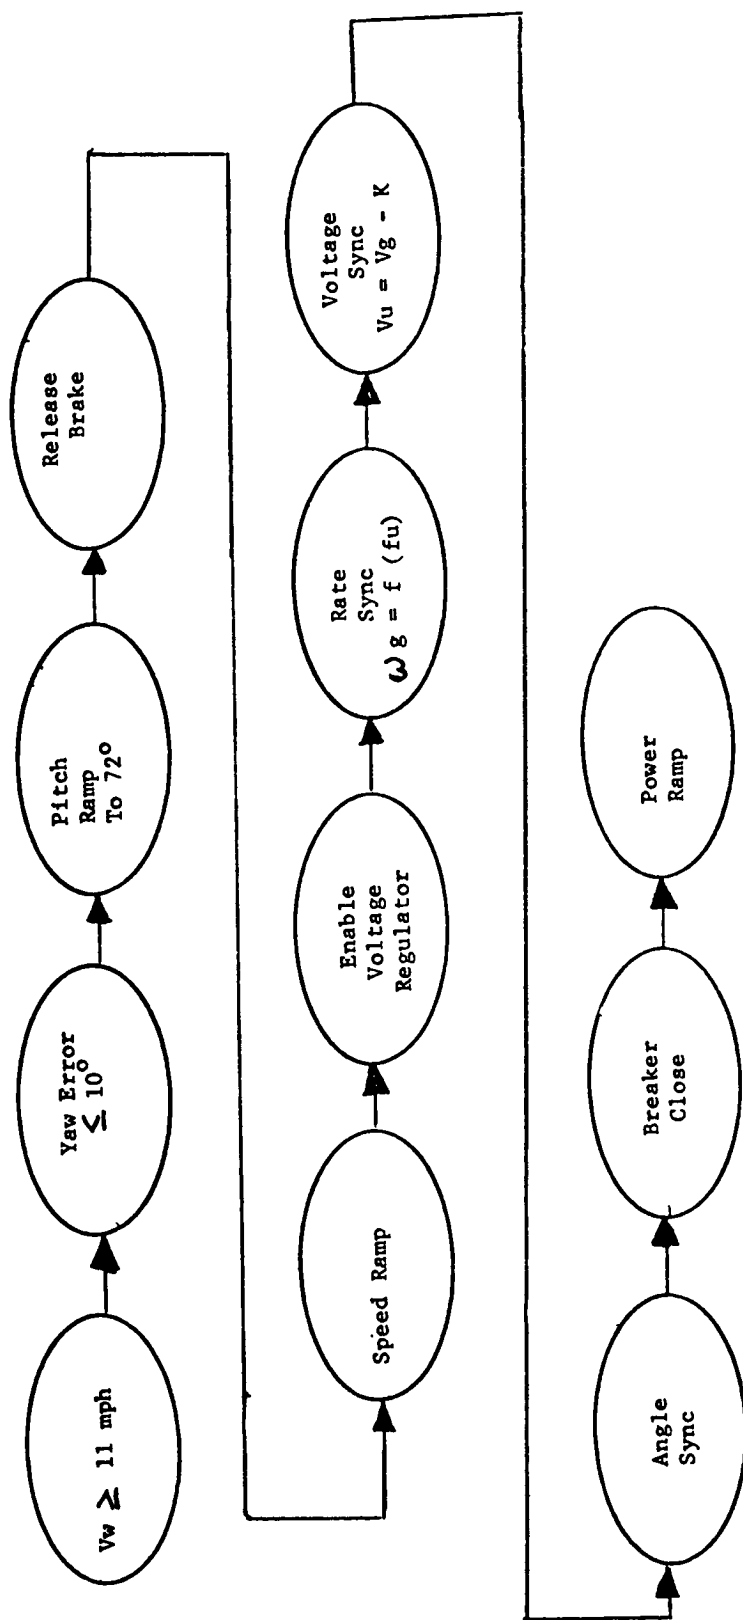 Vw ≥ 11 mph
Yaw Error
≤ 10°
Pitch
Ramp
To 72°
Release
Brake
Speed Ramp
Enable
Voltage
Regulator
Rate
Sync
ω g = f (fu)
Voltage
Sync
Vu = Vg - K
Angle
Sync
Breaker
Close
Power
Ramp